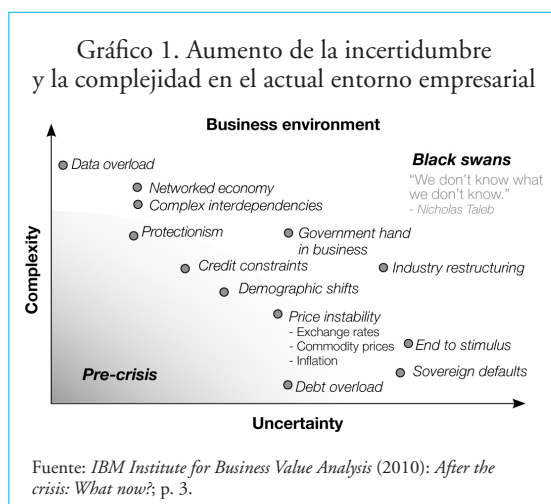 Gráfico 1. Aumento de la incertidumbre
y la complejidad en el actual entorno empresarial
Business environment
Data overload
Black swans
"We don't know what
we don't know."
- Nicholas Taleb
Networked economy
Complex interdependencies
Protectionism
Government hand
in business
Credit constraints
Industry restructuring
Demographic shifts
Price instability
- Exchange rates
- Commodity prices
- Inflation
End to stimulus
Sovereign defaults
Debt overload
Pre-crisis
Complexity
Uncertainty
Fuente: IBM Institute for Business Value Analysis (2010): After the
crisis: What now?; p. 3.